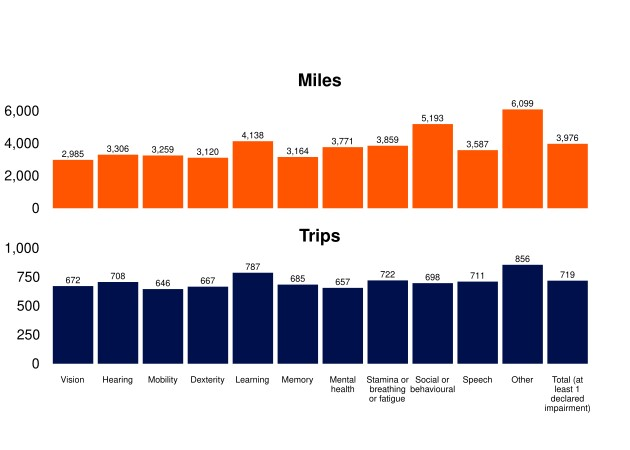 Miles
6,000
4,000
2,000
0
2,985 3,306 3,259 3,120 4,138 3,164 3,771 3,859 5,193 3,587 6,099 3,976
Trips
1,000
750
500
250
0
672 708 646 667 787 685 657 722 698 711 856 719
Vision
Hearing
Mobility
Dexterity
Learning
Memory
Mental
health
Stamina or
breathing
or fatigue
Social or
behavioural
Speech
Other
Total (at
least 1
declared
impairment)